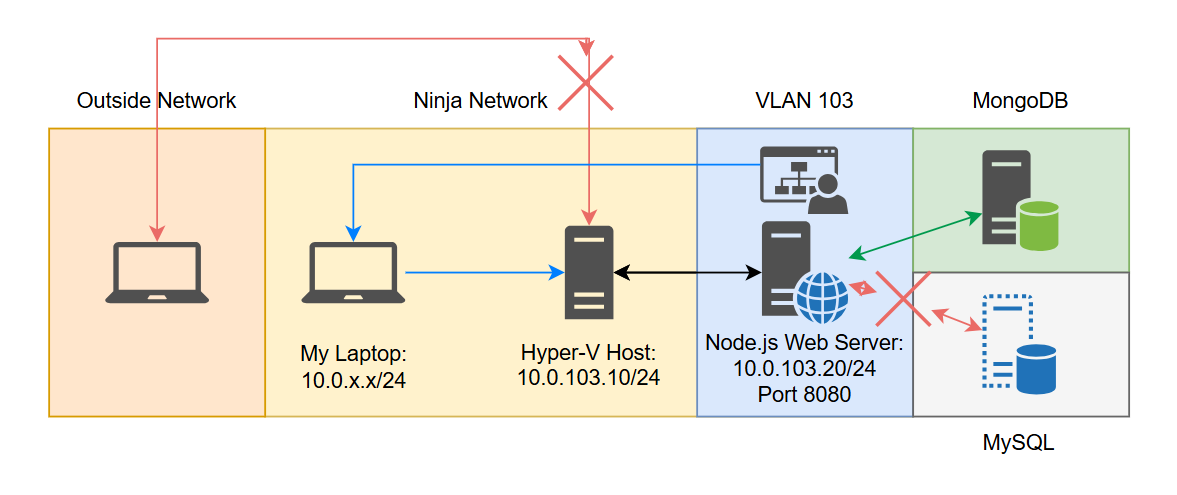 Outside Network
Ninja Network
VLAN 103
MongoDB
My Laptop:
10.0.x.x/24
Hyper-V Host:
10.0.103.10/24
Node.js Web Server:
10.0.103.20/24
Port 8080
MySQL